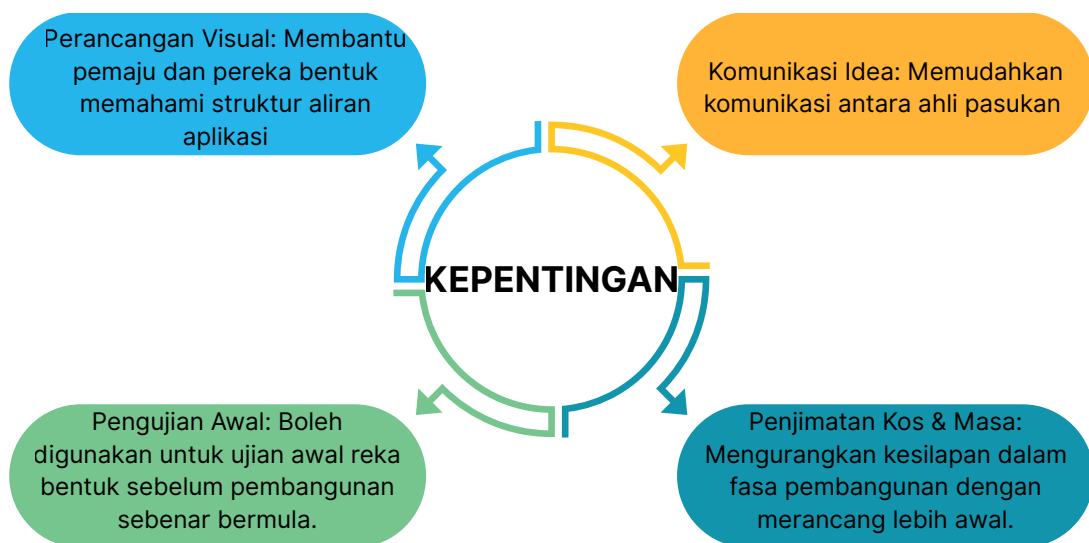 Perancangan Visual: Membantu
pemaju dan pereka bentuk
memahami struktur aliran
aplikasi
Komunikasi Idea: Memudahkan
komunikasi antara ahli pasukan
KEPENTINGAN
Pengujian Awal: Boleh
digunakan untuk ujian awal reka
bentuk sebelum pembangunan
sebenar bermula.
Penjimatan Kos & Masa:
Mengurangkan kesilapan dalam
fasa pembangunan dengan
merancang lebih awal.